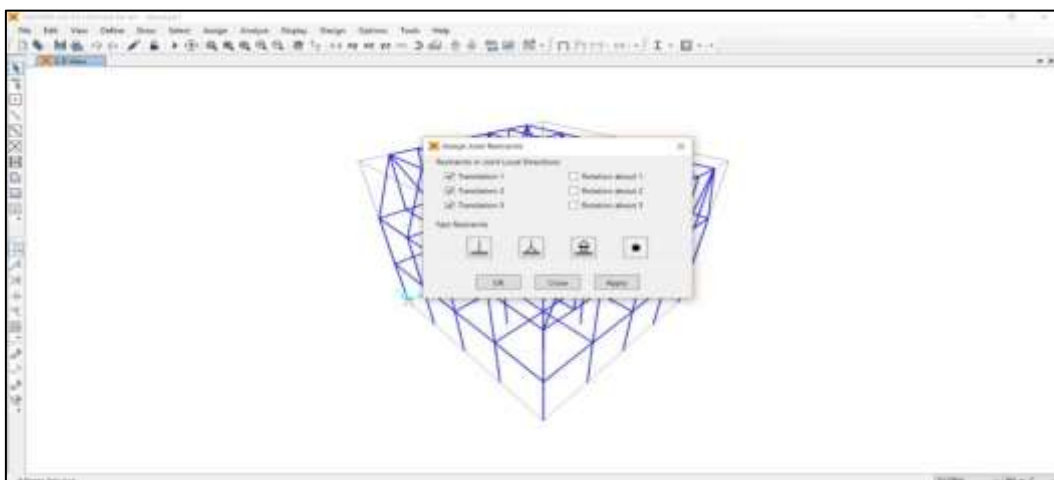 File Edit View Define Draw Select Assign Analyze Display Design Options Tools Help
3-D View
Assign Joint Restraints
Restraints in Joint Local Directions
Translation 1 Rotation about 1
Translation 2 Rotation about 2
Translation 3 Rotation about 3
Fast Restraints
OK Close Apply